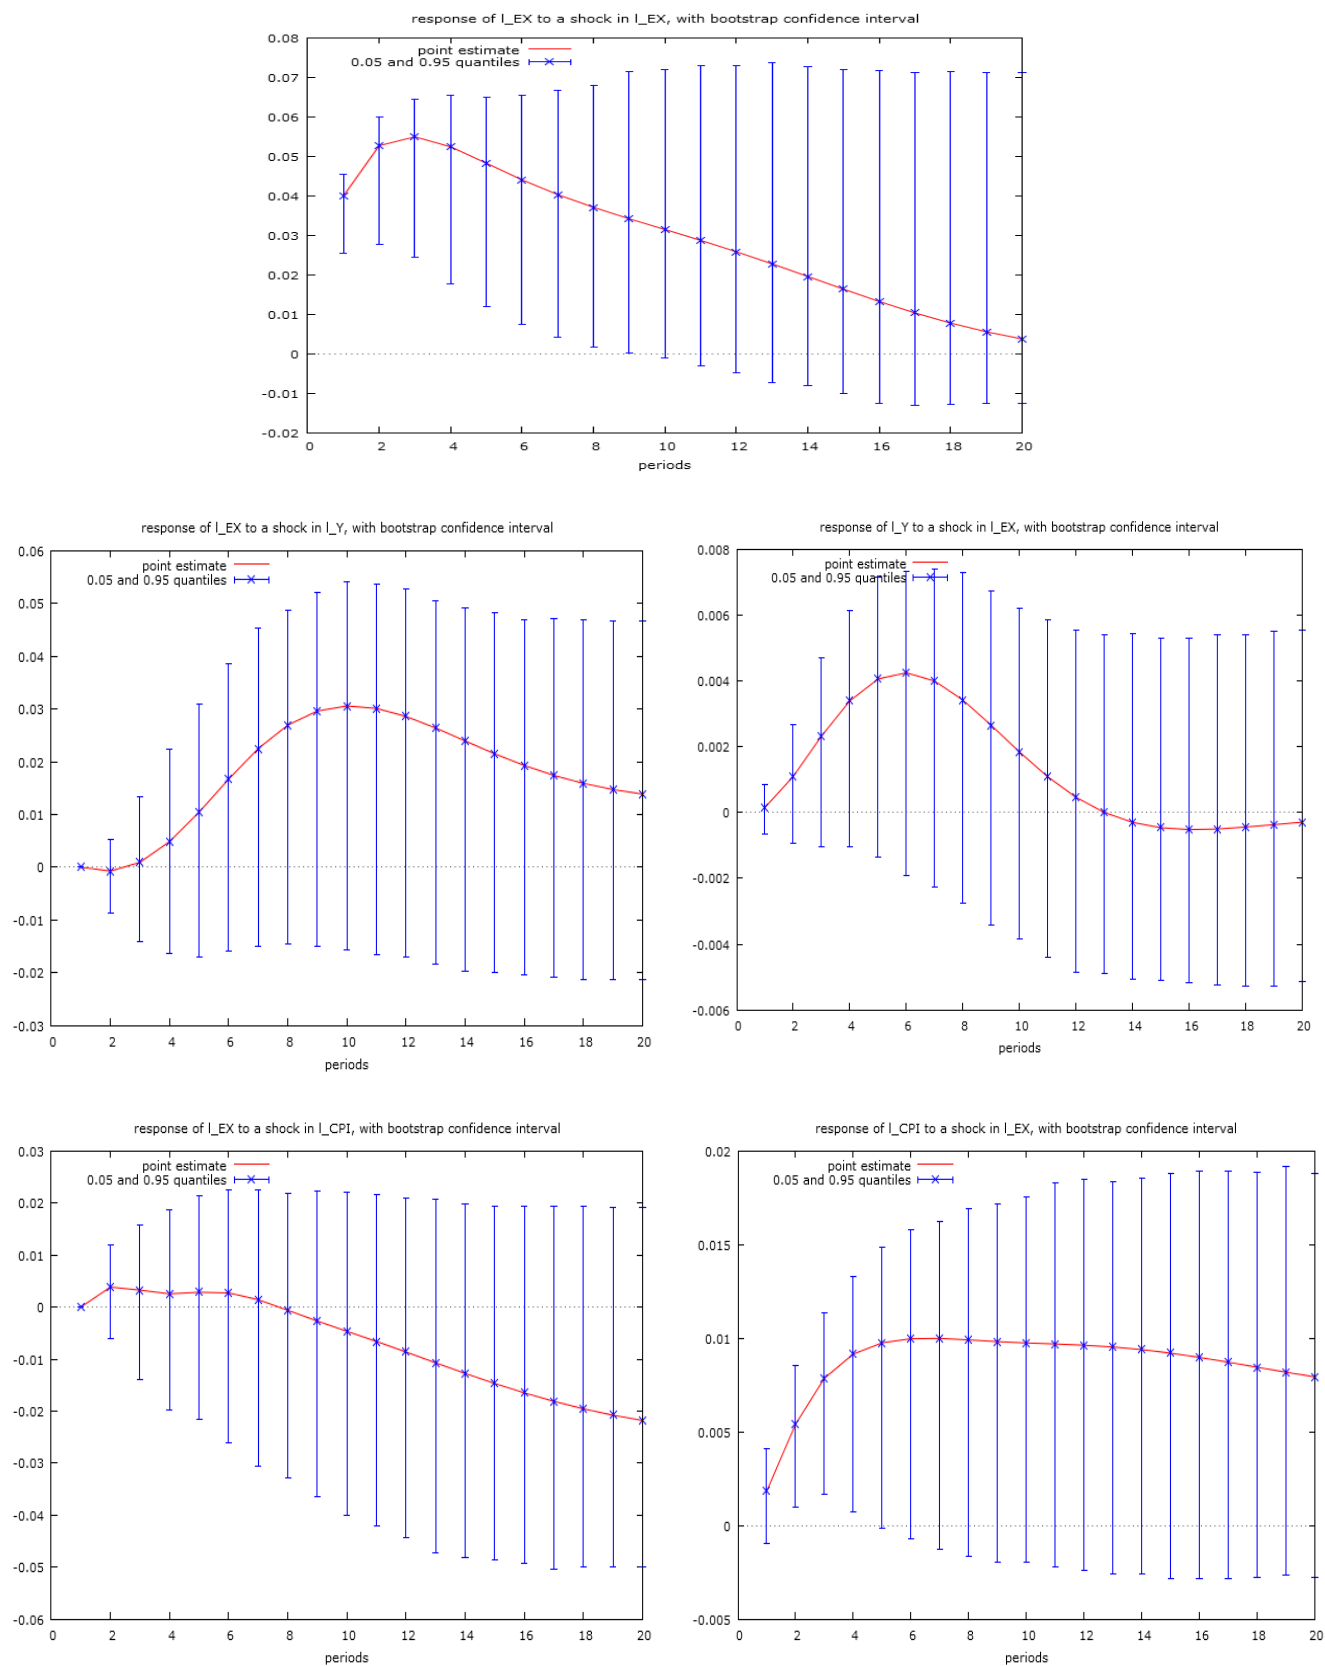 response of l_EX to a shock in l_EX, with bootstrap confidence interval
0.08
point estimate
0.05 and 0.95 quantiles
0.07
0.06
0.05
0.04
0.03
0.02
0.01
0
-0.01
-0.02
0 2 4 6 8 10 12 14 16 18 20
periods
response of l_EX to a shock in l_Y, with bootstrap confidence interval
0.06
point estimate
0.05 and 0.95 quantiles
0.05
0.04
0.03
0.02
0.01
0
-0.01
-0.02
-0.03
0 2 4 6 8 10 12 14 16 18 20
periods
response of l_Y to a shock in l_EX, with bootstrap confidence interval
0.008
point estimate
0.05 and 0.95 quantiles
0.006
0.004
0.002
0
-0.002
-0.004
-0.006
0 2 4 6 8 10 12 14 16 18 20
periods
response of l_EX to a shock in l_CPI, with bootstrap confidence interval
0.03
point estimate
0.05 and 0.95 quantiles
0.02
0.01
0
-0.01
-0.02
-0.03
-0.04
-0.05
-0.06
0 2 4 6 8 10 12 14 16 18 20
periods
response of l_CPI to a shock in l_EX, with bootstrap confidence interval
0.02
point estimate
0.05 and 0.95 quantiles
0.015
0.01
0.005
0
-0.005
0 2 4 6 8 10 12 14 16 18 20
periods